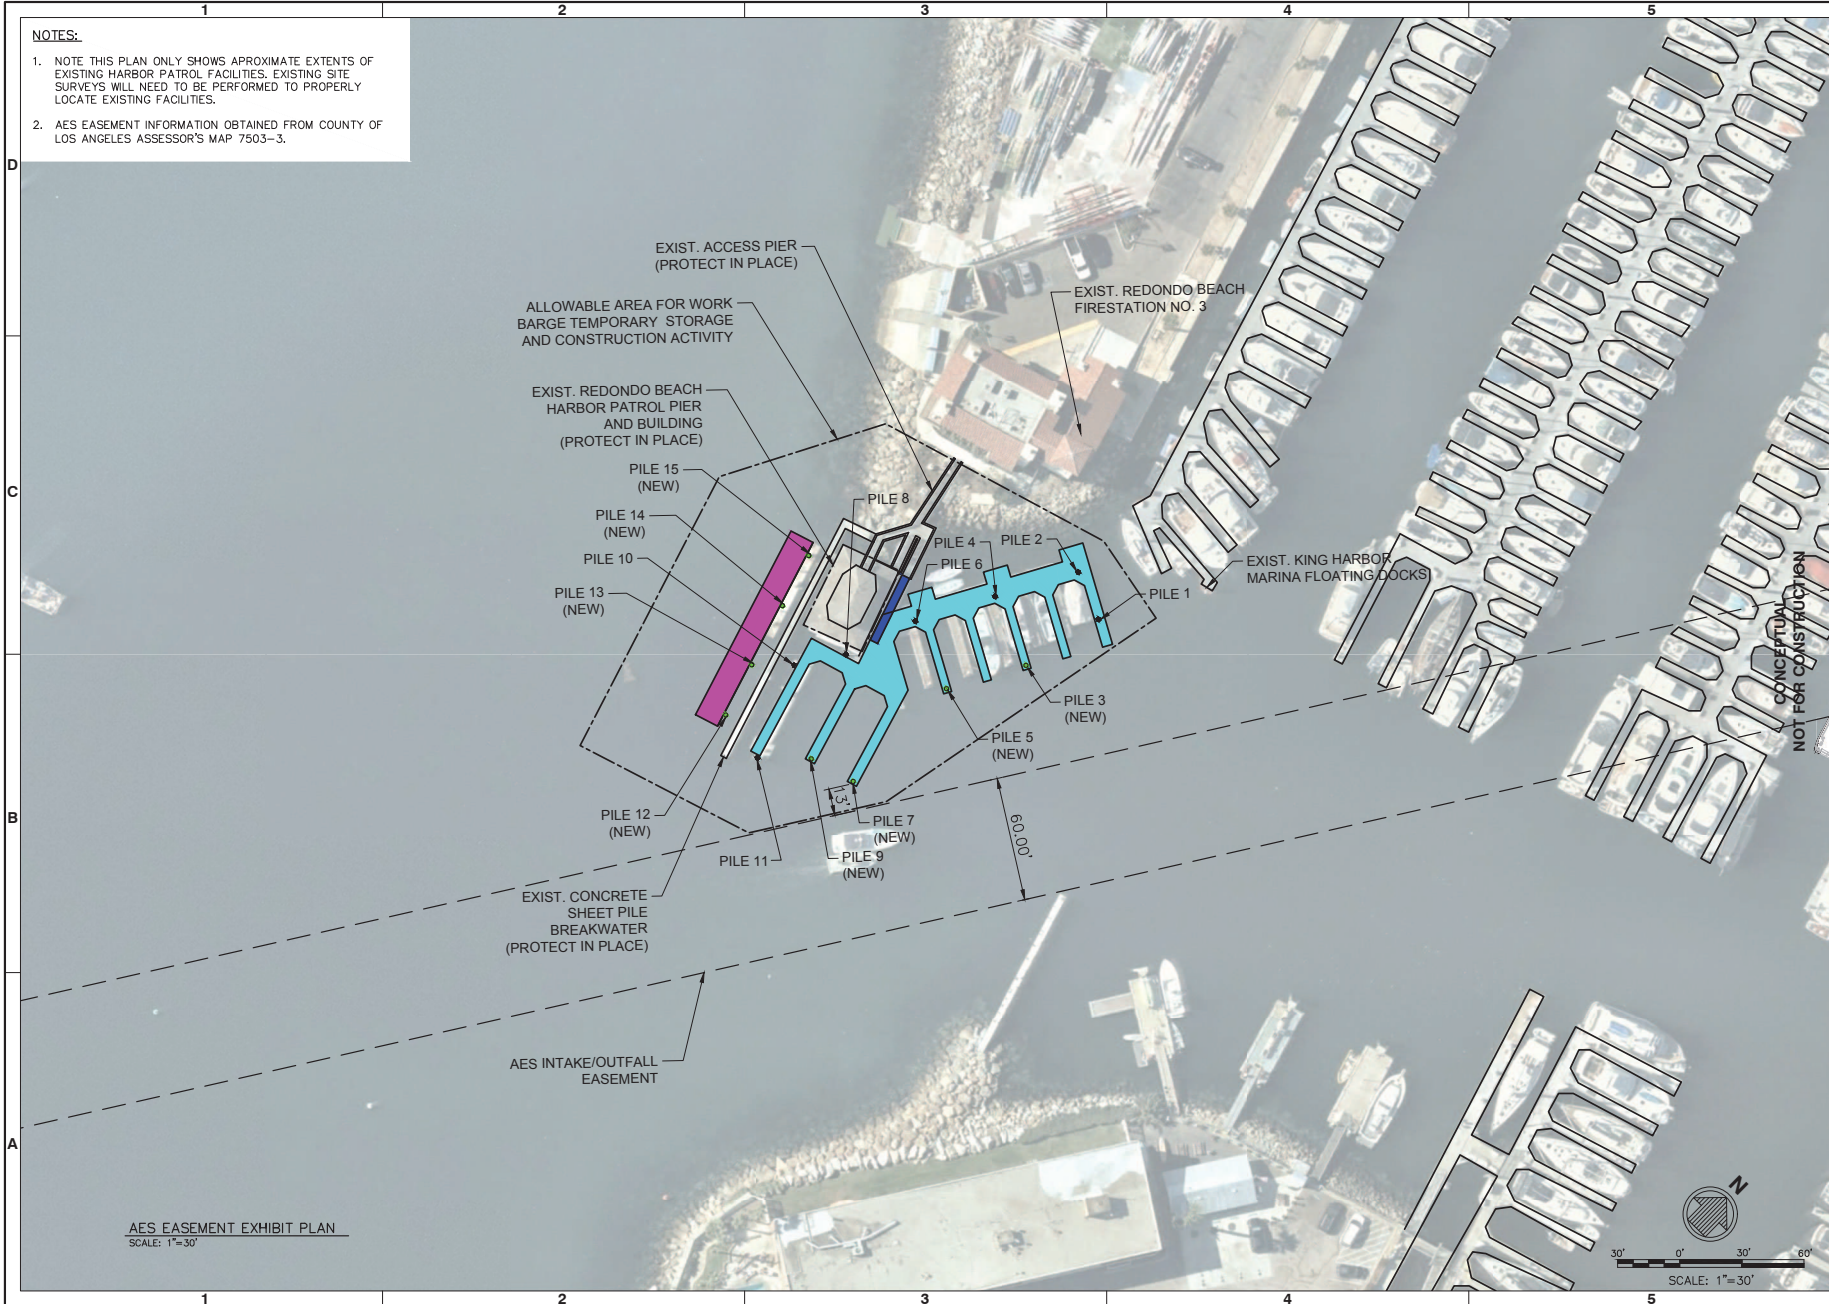 1 2 3 4 5
NOTES:
1. NOTE THIS PLAN ONLY SHOWS APROXIMATE EXTENTS OF
EXISTING HARBOR PATROL FACILITIES. EXISTING SITE
SURVEYS WILL NEED TO BE PERFORMED TO PROPERLY
LOCATE EXISTING FACILITIES.
2. AES EASEMENT INFORMATION OBTAINED FROM COUNTY OF
LOS ANGELES ASSESSOR'S MAP 7503-3.
D
EXIST. ACCESS PIER
(PROTECT IN PLACE)
EXIST. REDONDO BEACH
FIRESTATION NO. 3
ALLOWABLE AREA FOR WORK
BARGE TEMPORARY STORAGE
AND CONSTRUCTION ACTIVITY
EXIST. REDONDO BEACH
HARBOR PATROL PIER
AND BUILDING
(PROTECT IN PLACE)
PILE 15
(NEW)
C
PILE 8
PILE 14
(NEW)
PILE 4
PILE 2
PILE 10
PILE 6
EXIST. KING HARBOR
MARINA FLOATING DOCKS
PILE 13
(NEW)
PILE 1
CONCEPTUAL
NOT FOR CONSTRUCTION
PILE 3
(NEW)
PILE 5
(NEW)
13'
B
PILE 12
(NEW)
PILE 7
(NEW)
60.00'
PILE 11
PILE 9
(NEW)
EXIST. CONCRETE
SHEET PILE
BREAKWATER
(PROTECT IN PLACE)
AES INTAKE/OUTFALL
EASEMENT
A
N
AES EASEMENT EXHIBIT PLAN
SCALE: 1"=30'
30' 0' 30' 60'
SCALE: 1"=30'
1 2 3 4 5